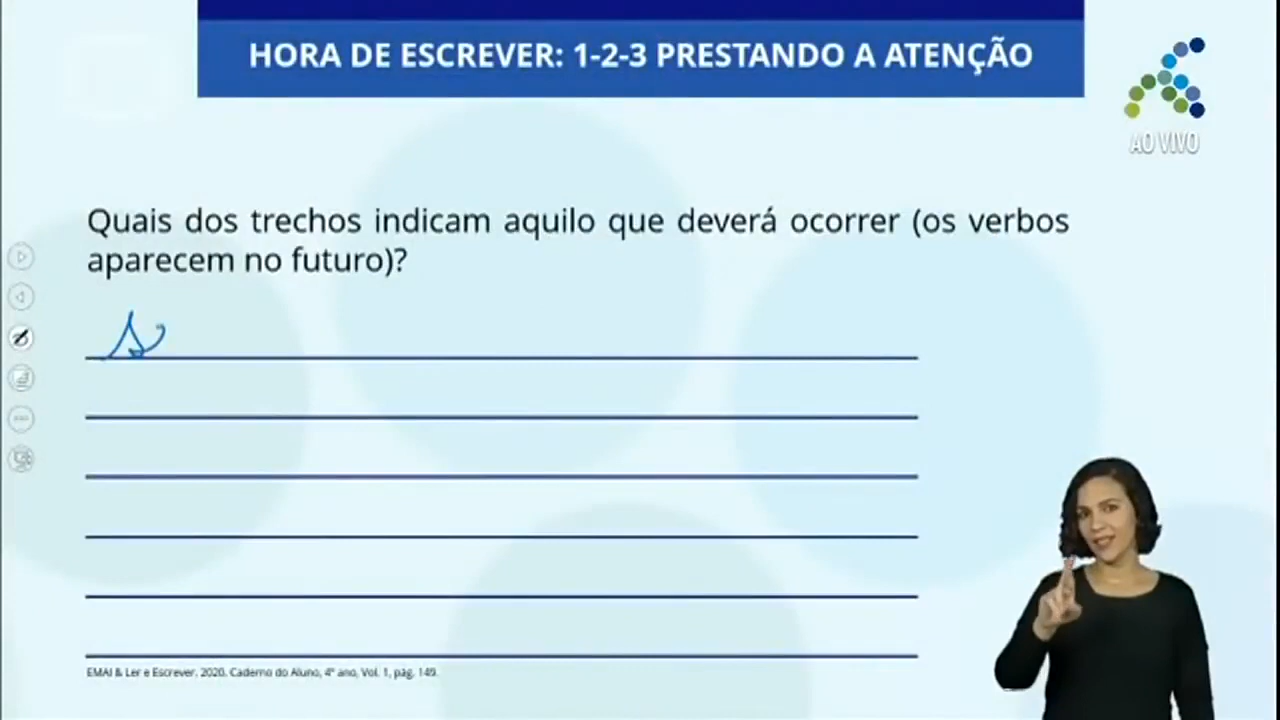 HORA DE ESCREVER: 1-2-3 PRESTANDO A ATENÇÃO
AO VIVO
Quais dos trechos indicam aquilo que deverá ocorrer (os verbos
aparecem no futuro)?
EMAI & Ler e Escrever. 2020. Caderno do Aluno, 4º ano, Vol. 1, pág. 149.